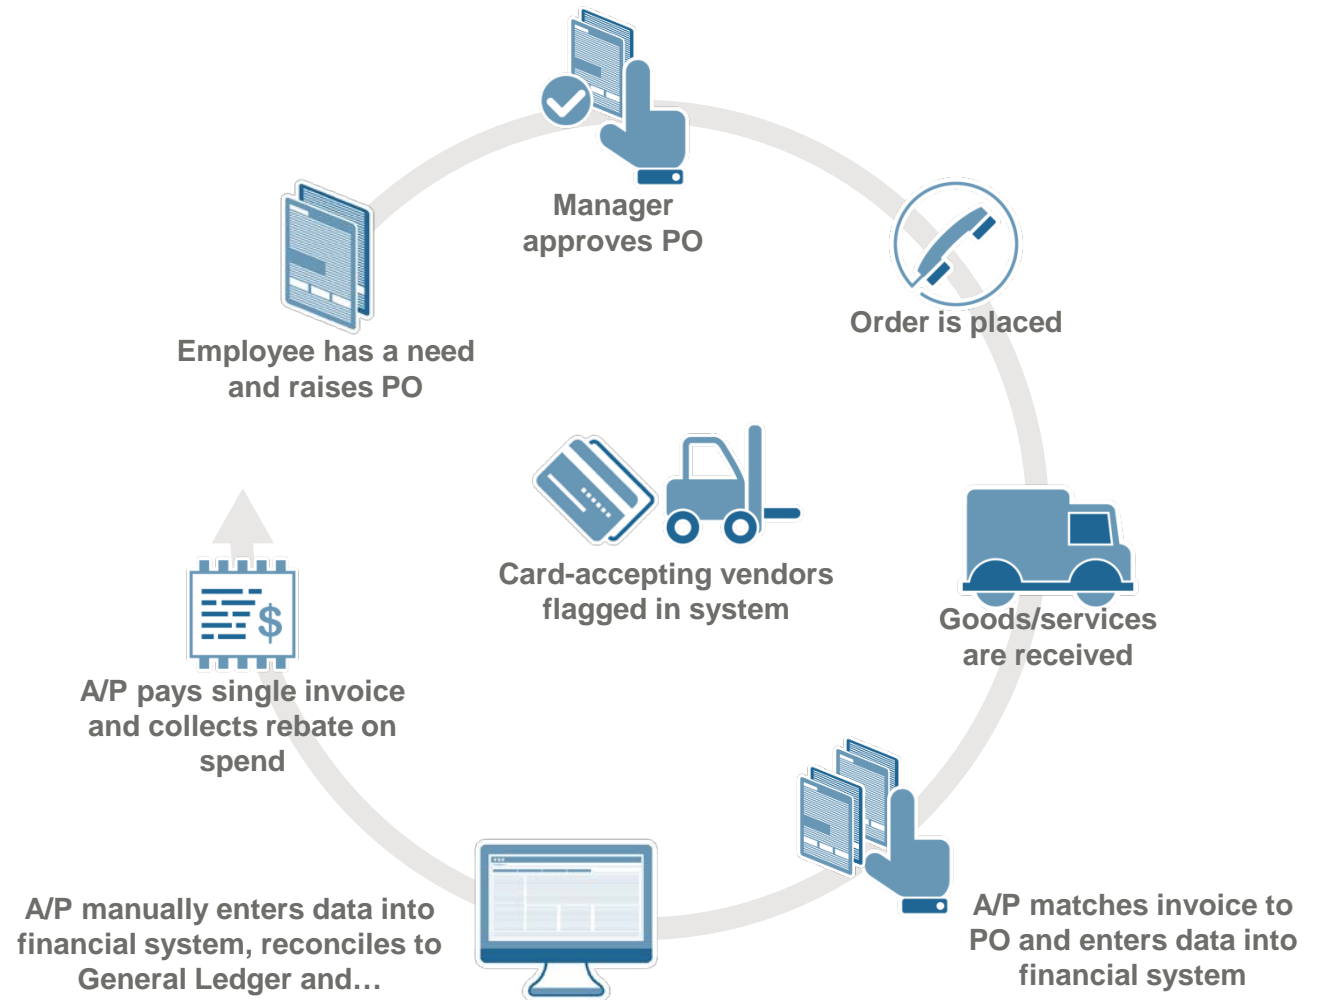 Manager
approves PO
Order is placed
Employee has a need
and raises PO
Card-accepting vendors
flagged in system
Goods/services
are received
$
A/P pays single invoice
and collects rebate on
spend
A/P manually enters data into
financial system, reconciles to
General Ledger and…
A/P matches invoice to
PO and enters data into
financial system